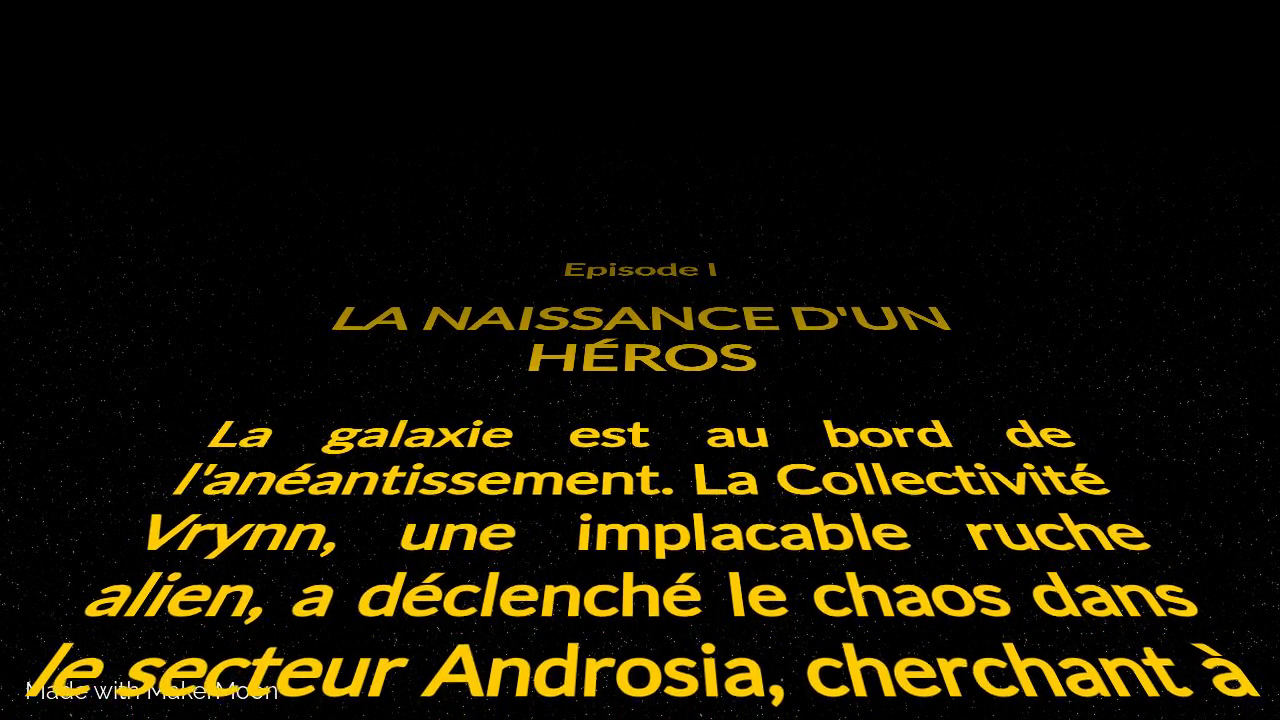 Episode I
LA NAISSANCE D'UN
HÉROS
La galaxie est au bord de
l'anéantissement. La Collectivité
Vrynn, une implacable ruche
alien, a déclenché le chaos dans
le secteur Androsia, cherchant à
Made with MakerMoon